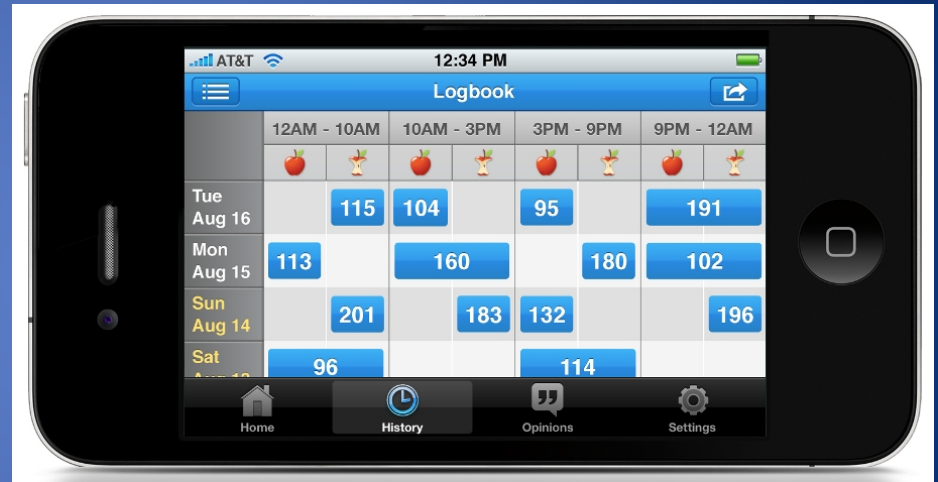 AT&T 12:34 PM
Logbook
12AM - 10AM 10AM - 3PM 3PM - 9PM 9PM - 12AM
Tue
Aug 16 115 104 95 191
Mon
Aug 15 113 160 180 102
Sun
Aug 14 201 183 132 196
Sat
96 114
Home History Opinions Settings